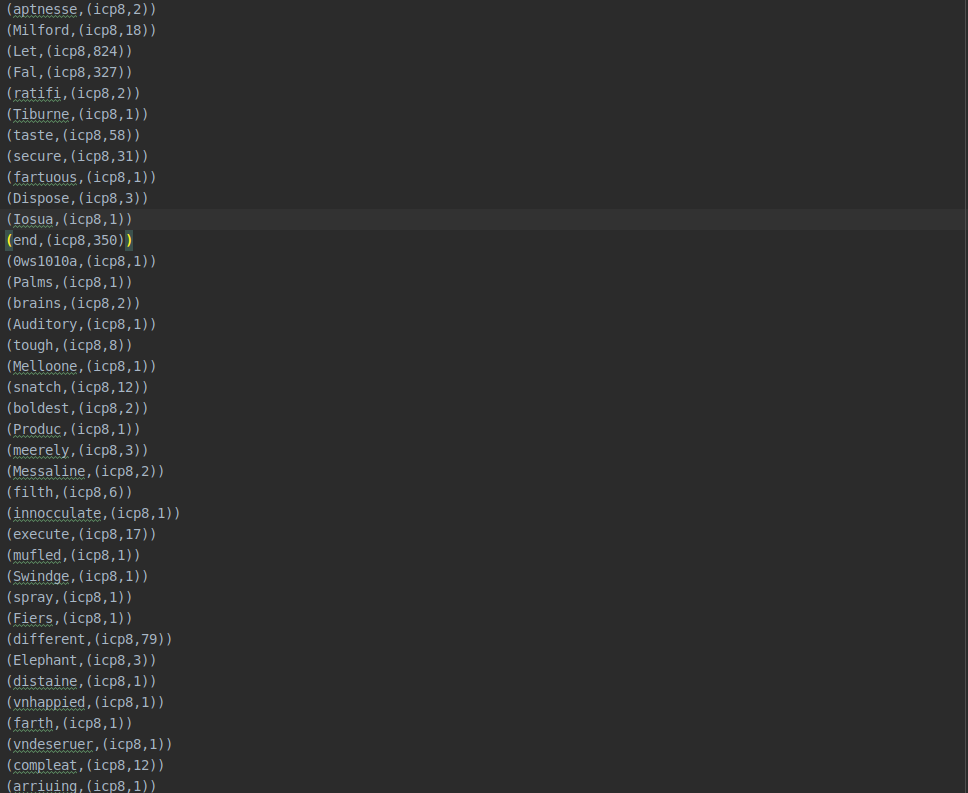 (aptnesse,(icp8,2))
(Milford,(icp8,18))
(Let,(icp8,824))
(Fal,(icp8,327))
(ratifi,(icp8,2))
(Tiburne,(icp8,1))
(taste,(icp8,58))
(secure,(icp8,31))
(fartuous,(icp8,1))
(Dispose,(icp8,3))
(Iosua,(icp8,1))
(end,(icp8,350))
(0ws1010a,(icp8,1))
(Palms,(icp8,1))
(brains,(icp8,2))
(Auditory,(icp8,1))
(tough,(icp8,8))
(Melloone,(icp8,1))
(snatch,(icp8,12))
(boldest,(icp8,2))
(Produc,(icp8,1))
(meerely,(icp8,3))
(Messaline,(icp8,2))
(filth,(icp8,6))
(innocculate,(icp8,1))
(execute,(icp8,17))
(mufled,(icp8,1))
(Swindge,(icp8,1))
(spray,(icp8,1))
(Fiers,(icp8,1))
(different,(icp8,79))
(Elephant,(icp8,3))
(distaine,(icp8,1))
(vnhappied,(icp8,1))
(farth,(icp8,1))
(vndeseruer,(icp8,1))
(compleat,(icp8,12))
(arriuing,(icp8,1))